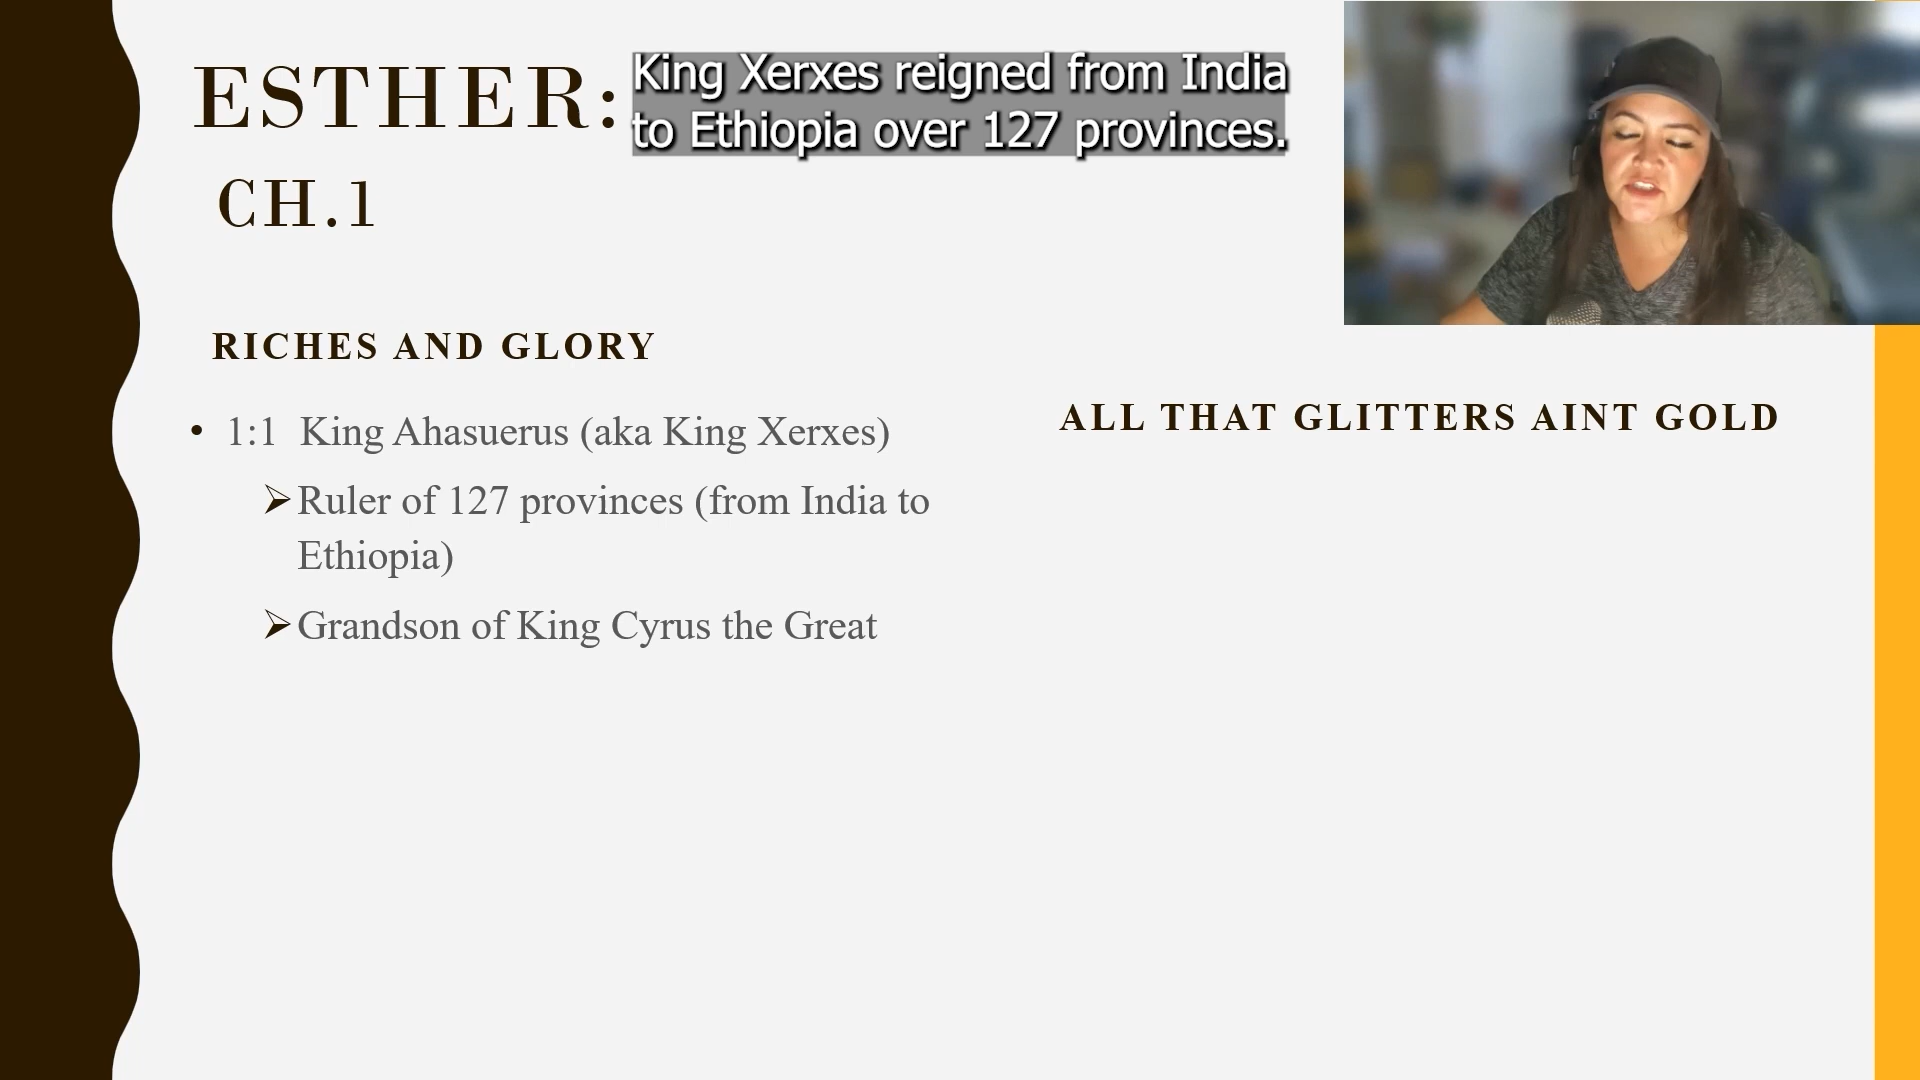 ESTHER:
King Xerxes reigned from India
to Ethiopia over 127 provinces.
CH.1
RICHES AND GLORY
• 1:1 King Ahasuerus (aka King Xerxes)
➢Ruler of 127 provinces (from India to
Ethiopia)
➢Grandson of King Cyrus the Great
ALL THAT GLITTERS AINT GOLD